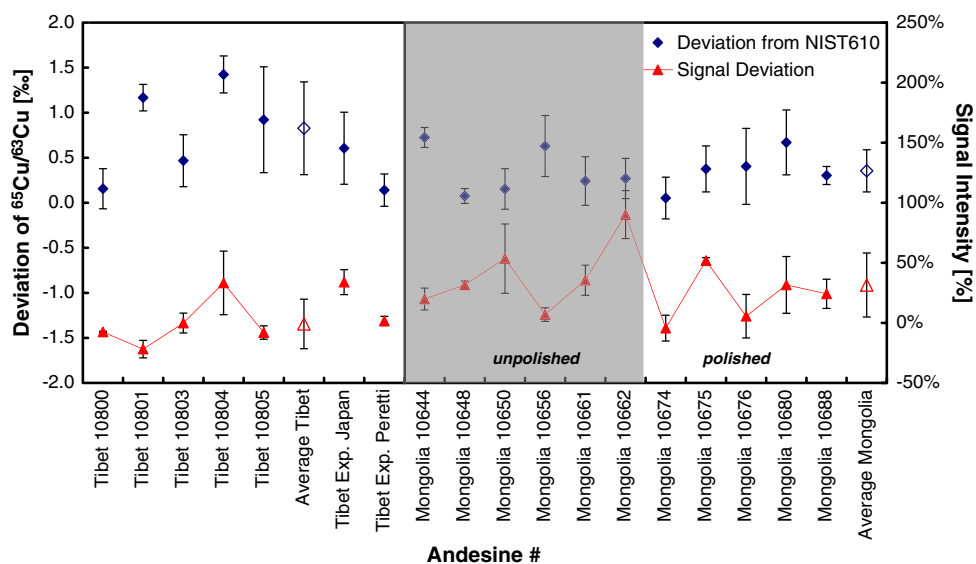 2.0
1.5
1.0
0.5
0.0
-0.5
-1.0
-1.5
-2.0
Deviation of ⁶⁵Cu/⁶³Cu [‰]
250%
200%
150%
100%
50%
0%
-50%
Signal Intensity [%]
Deviation from NIST610
Signal Deviation
unpolished
polished
Tibet 10800
Tibet 10801
Tibet 10803
Tibet 10804
Tibet 10805
Average Tibet
Tibet Exp. Japan
Tibet Exp. Peretti
Mongolia 10644
Mongolia 10648
Mongolia 10650
Mongolia 10656
Mongolia 10661
Mongolia 10662
Mongolia 10674
Mongolia 10675
Mongolia 10676
Mongolia 10680
Mongolia 10688
Average Mongolia
Andesine #